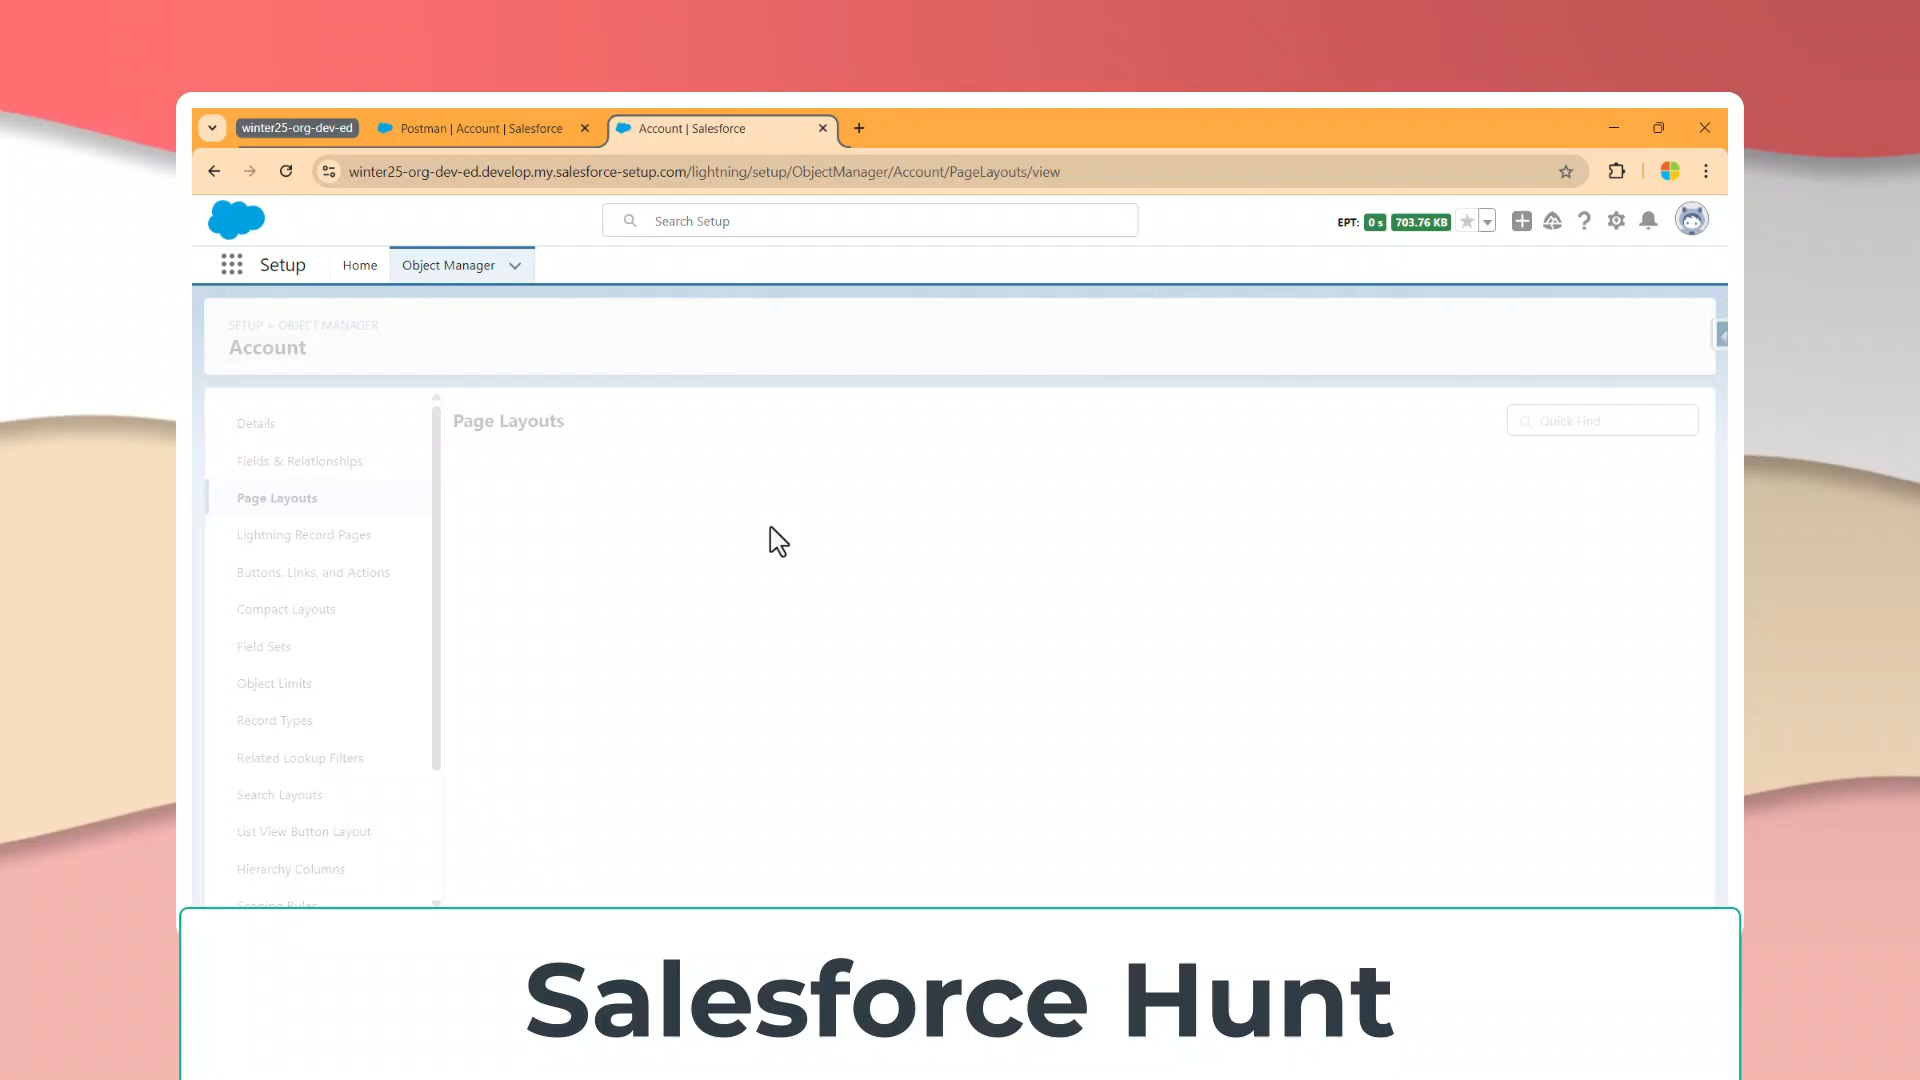 winter25-org-dev-ed
Postman | Account | Salesforce
Account | Salesforce
winter25-org-dev-ed.develop.my.salesforce-setup.com/lightning/setup/ObjectManager/Account/PageLayouts/view
Search Setup
EPT: 0 s 703.76 KB
Setup
Home
Object Manager
SETUP > OBJECT MANAGER
Account
Details
Fields & Relationships
Page Layouts
Lightning Record Pages
Buttons, Links, and Actions
Compact Layouts
Field Sets
Object Limits
Record Types
Related Lookup Filters
Search Layouts
List View Button Layout
Hierarchy Columns
Scoping Rules
Page Layouts
Quick Find
Salesforce Hunt